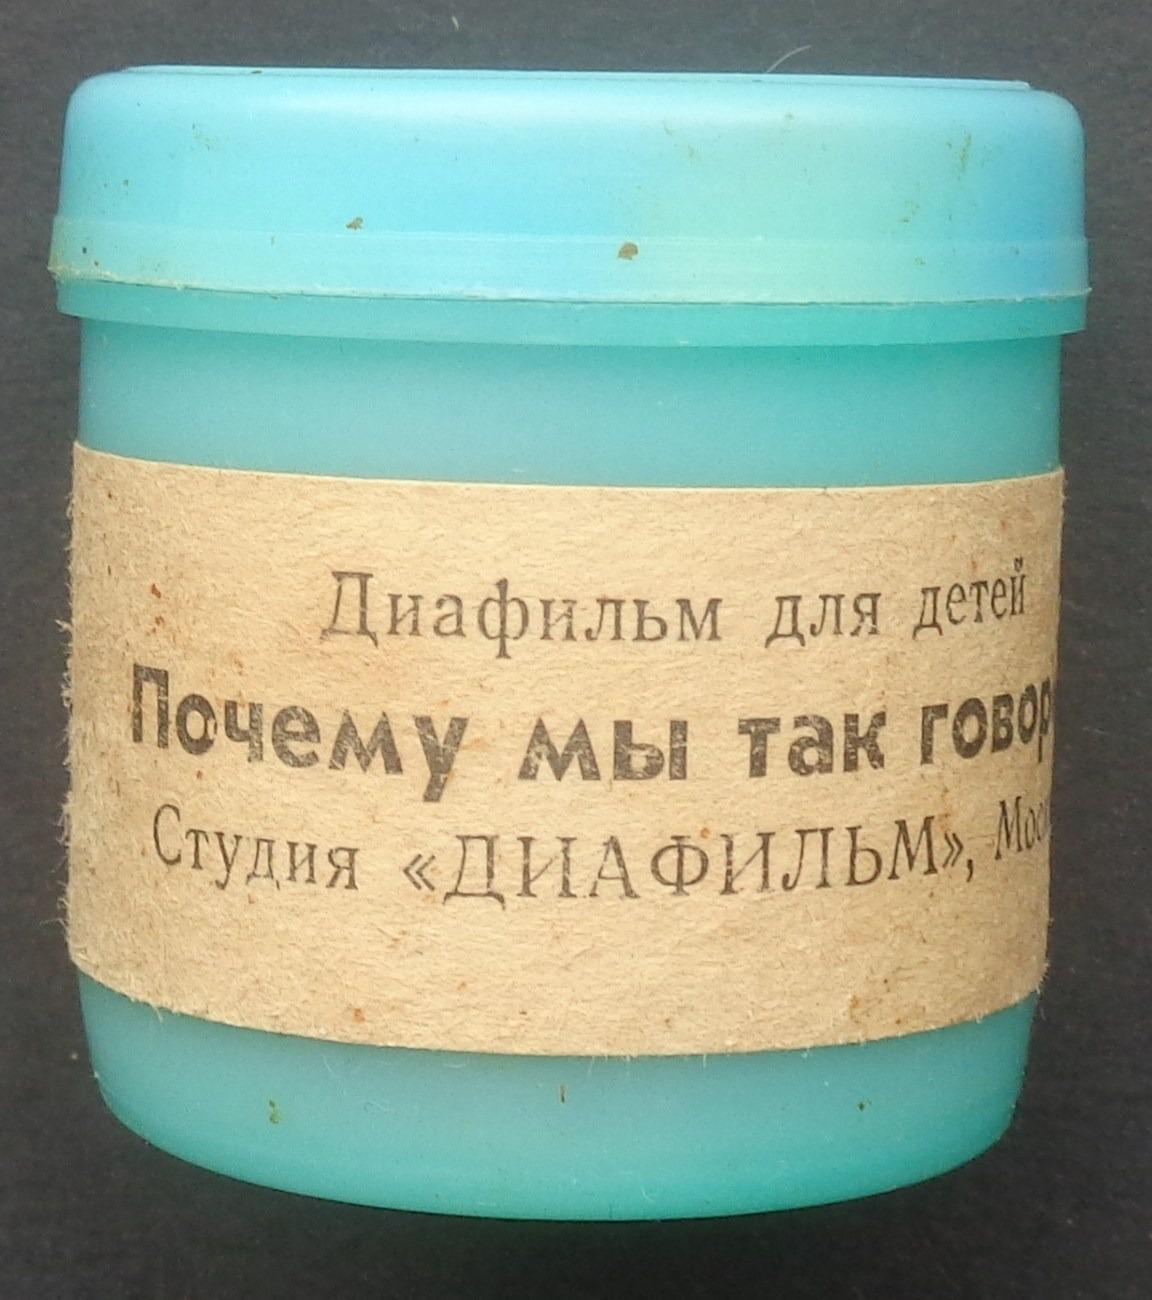 Диафильм для детей
Почему мы так говор
Студия «ДИАФИЛЬМ», Мос